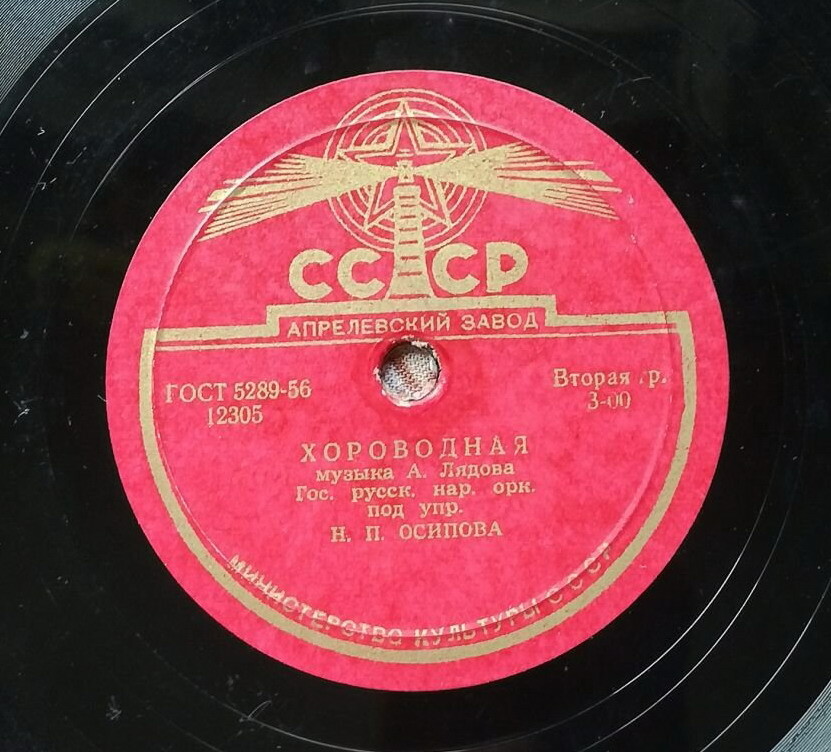 СССР
АПРЕЛЕВСКИЙ ЗАВОД
ГОСТ 5289-56
12305
Вторая гр.
3-00
ХОРОВОДНАЯ
музыка А. Лядова
Гос. русск. нар. орк.
под упр.
Н. П. ОСИПОВА
МИНИСТЕРСТВО КУЛЬТУРЫ СССР